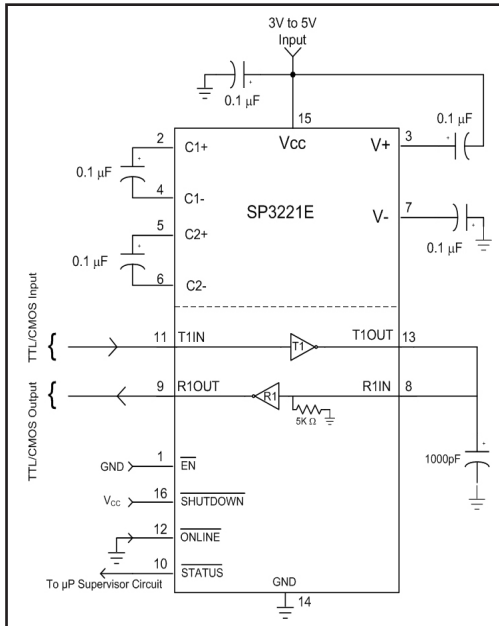 3V to 5V
Input
0.1 µF
15
0.1 µF
2
C1+
Vcc
V+
3
0.1 µF
4
C1-
SP3221E
5
C2+
V-
7
0.1 µF
0.1 µF
6
C2-
TTL/CMOS Input
11
T1IN
T1
T1OUT
13
TTL/CMOS Output
9
R1OUT
R1
R1IN
8
5K Ω
1000pF
GND
1
EN
VCC
16
SHUTDOWN
12
ONLINE
10
STATUS
To µP Supervisor Circuit
GND
14